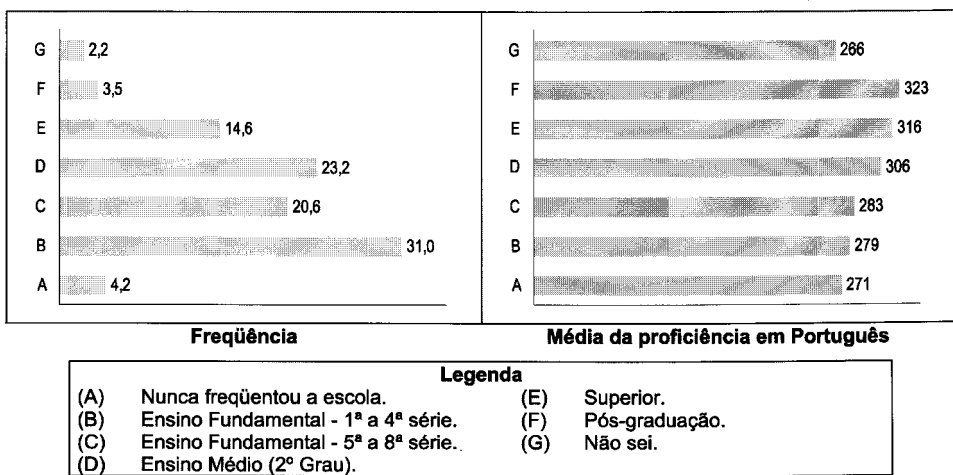 G 2,2
F 3,5
E 14,6
D 23,2
C 20,6
B 31,0
A 4,2
Freqüência
G 266
F 323
E 316
D 306
C 283
B 279
A 271
Média da proficiência em Português
Legenda
(A) Nunca freqüentou a escola.
(B) Ensino Fundamental - 1ª a 4ª série.
(C) Ensino Fundamental - 5ª a 8ª série.
(D) Ensino Médio (2º Grau).
(E) Superior.
(F) Pós-graduação.
(G) Não sei.